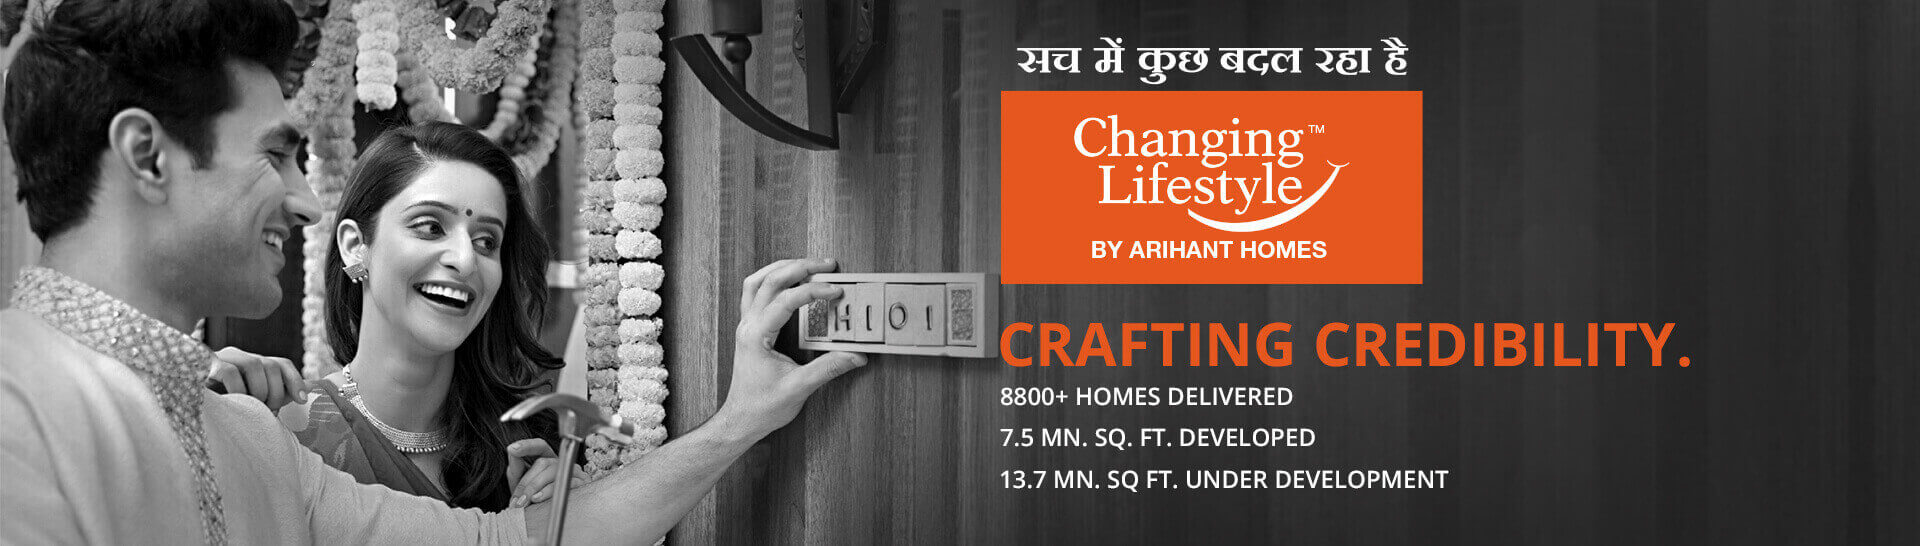 सच में कुछ बदल रहा है
Changing™
Lifestyle
BY ARIHANT HOMES
H101
CRAFTING CREDIBILITY.
8800+ HOMES DELIVERED
7.5 MN. SQ. FT. DEVELOPED
13.7 MN. SQ FT. UNDER DEVELOPMENT